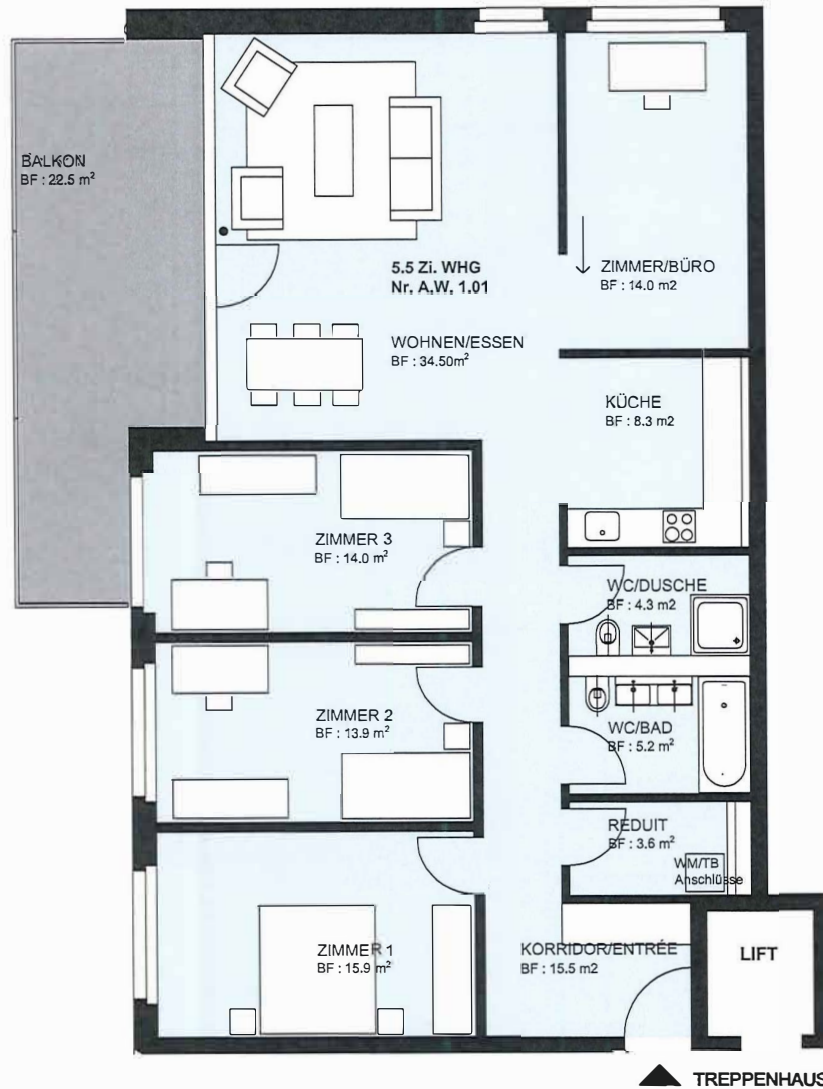 BALKON
BF : 22.5 m²
5.5 Zi. WHG
Nr. A.W. 1.01
ZIMMER/BÜRO
BF : 14.0 m2
WOHNEN/ESSEN
BF : 34.50m²
KÜCHE
BF : 8.3 m2
ZIMMER 3
BF : 14.0 m²
WC/DUSCHE
BF : 4.3 m2
ZIMMER 2
BF : 13.9 m²
WC/BAD
BF : 5.2 m²
REDUIT
BF : 3.6 m²
WM/TB
Anschlüsse
ZIMMER 1
BF : 15.9 m²
KORRIDOR/ENTRÉE
BF : 15.5 m2
LIFT
TREPPENHAUS